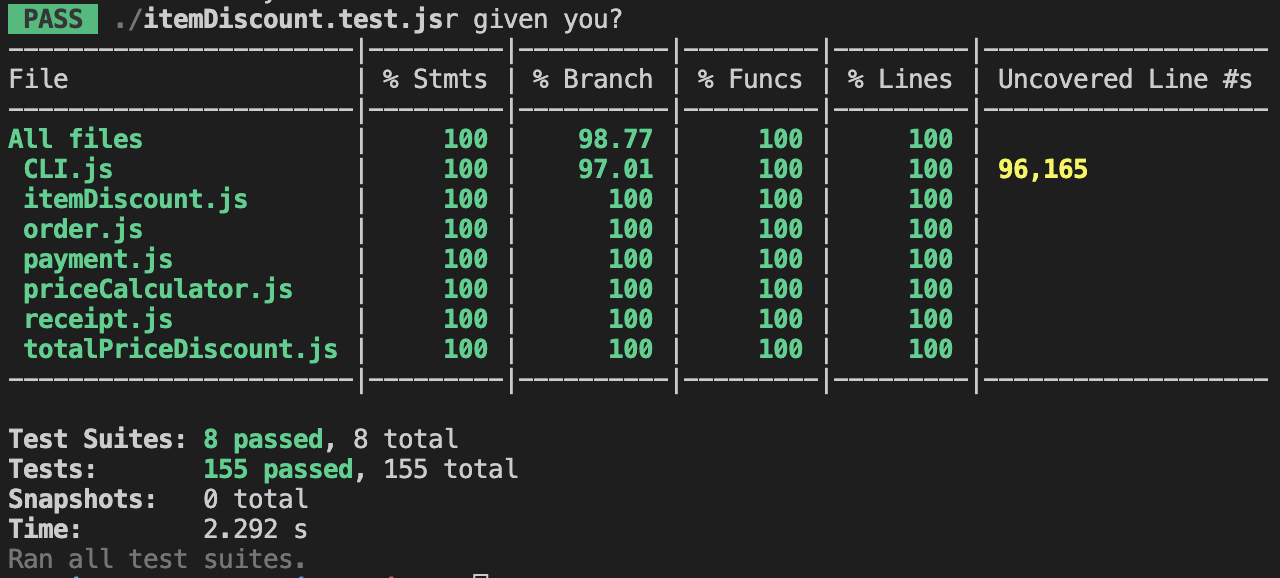 PASS ./itemDiscount.test.jsr given you?
File | % Stmts | % Branch | % Funcs | % Lines | Uncovered Line #s
All files | 100 | 98.77 | 100 | 100 |
CLI.js | 100 | 97.01 | 100 | 100 | 96,165
itemDiscount.js | 100 | 100 | 100 | 100 |
order.js | 100 | 100 | 100 | 100 |
payment.js | 100 | 100 | 100 | 100 |
priceCalculator.js | 100 | 100 | 100 | 100 |
receipt.js | 100 | 100 | 100 | 100 |
totalPriceDiscount.js | 100 | 100 | 100 | 100 |
Test Suites: 8 passed, 8 total
Tests: 155 passed, 155 total
Snapshots: 0 total
Time: 2.292 s
Ran all test suites.